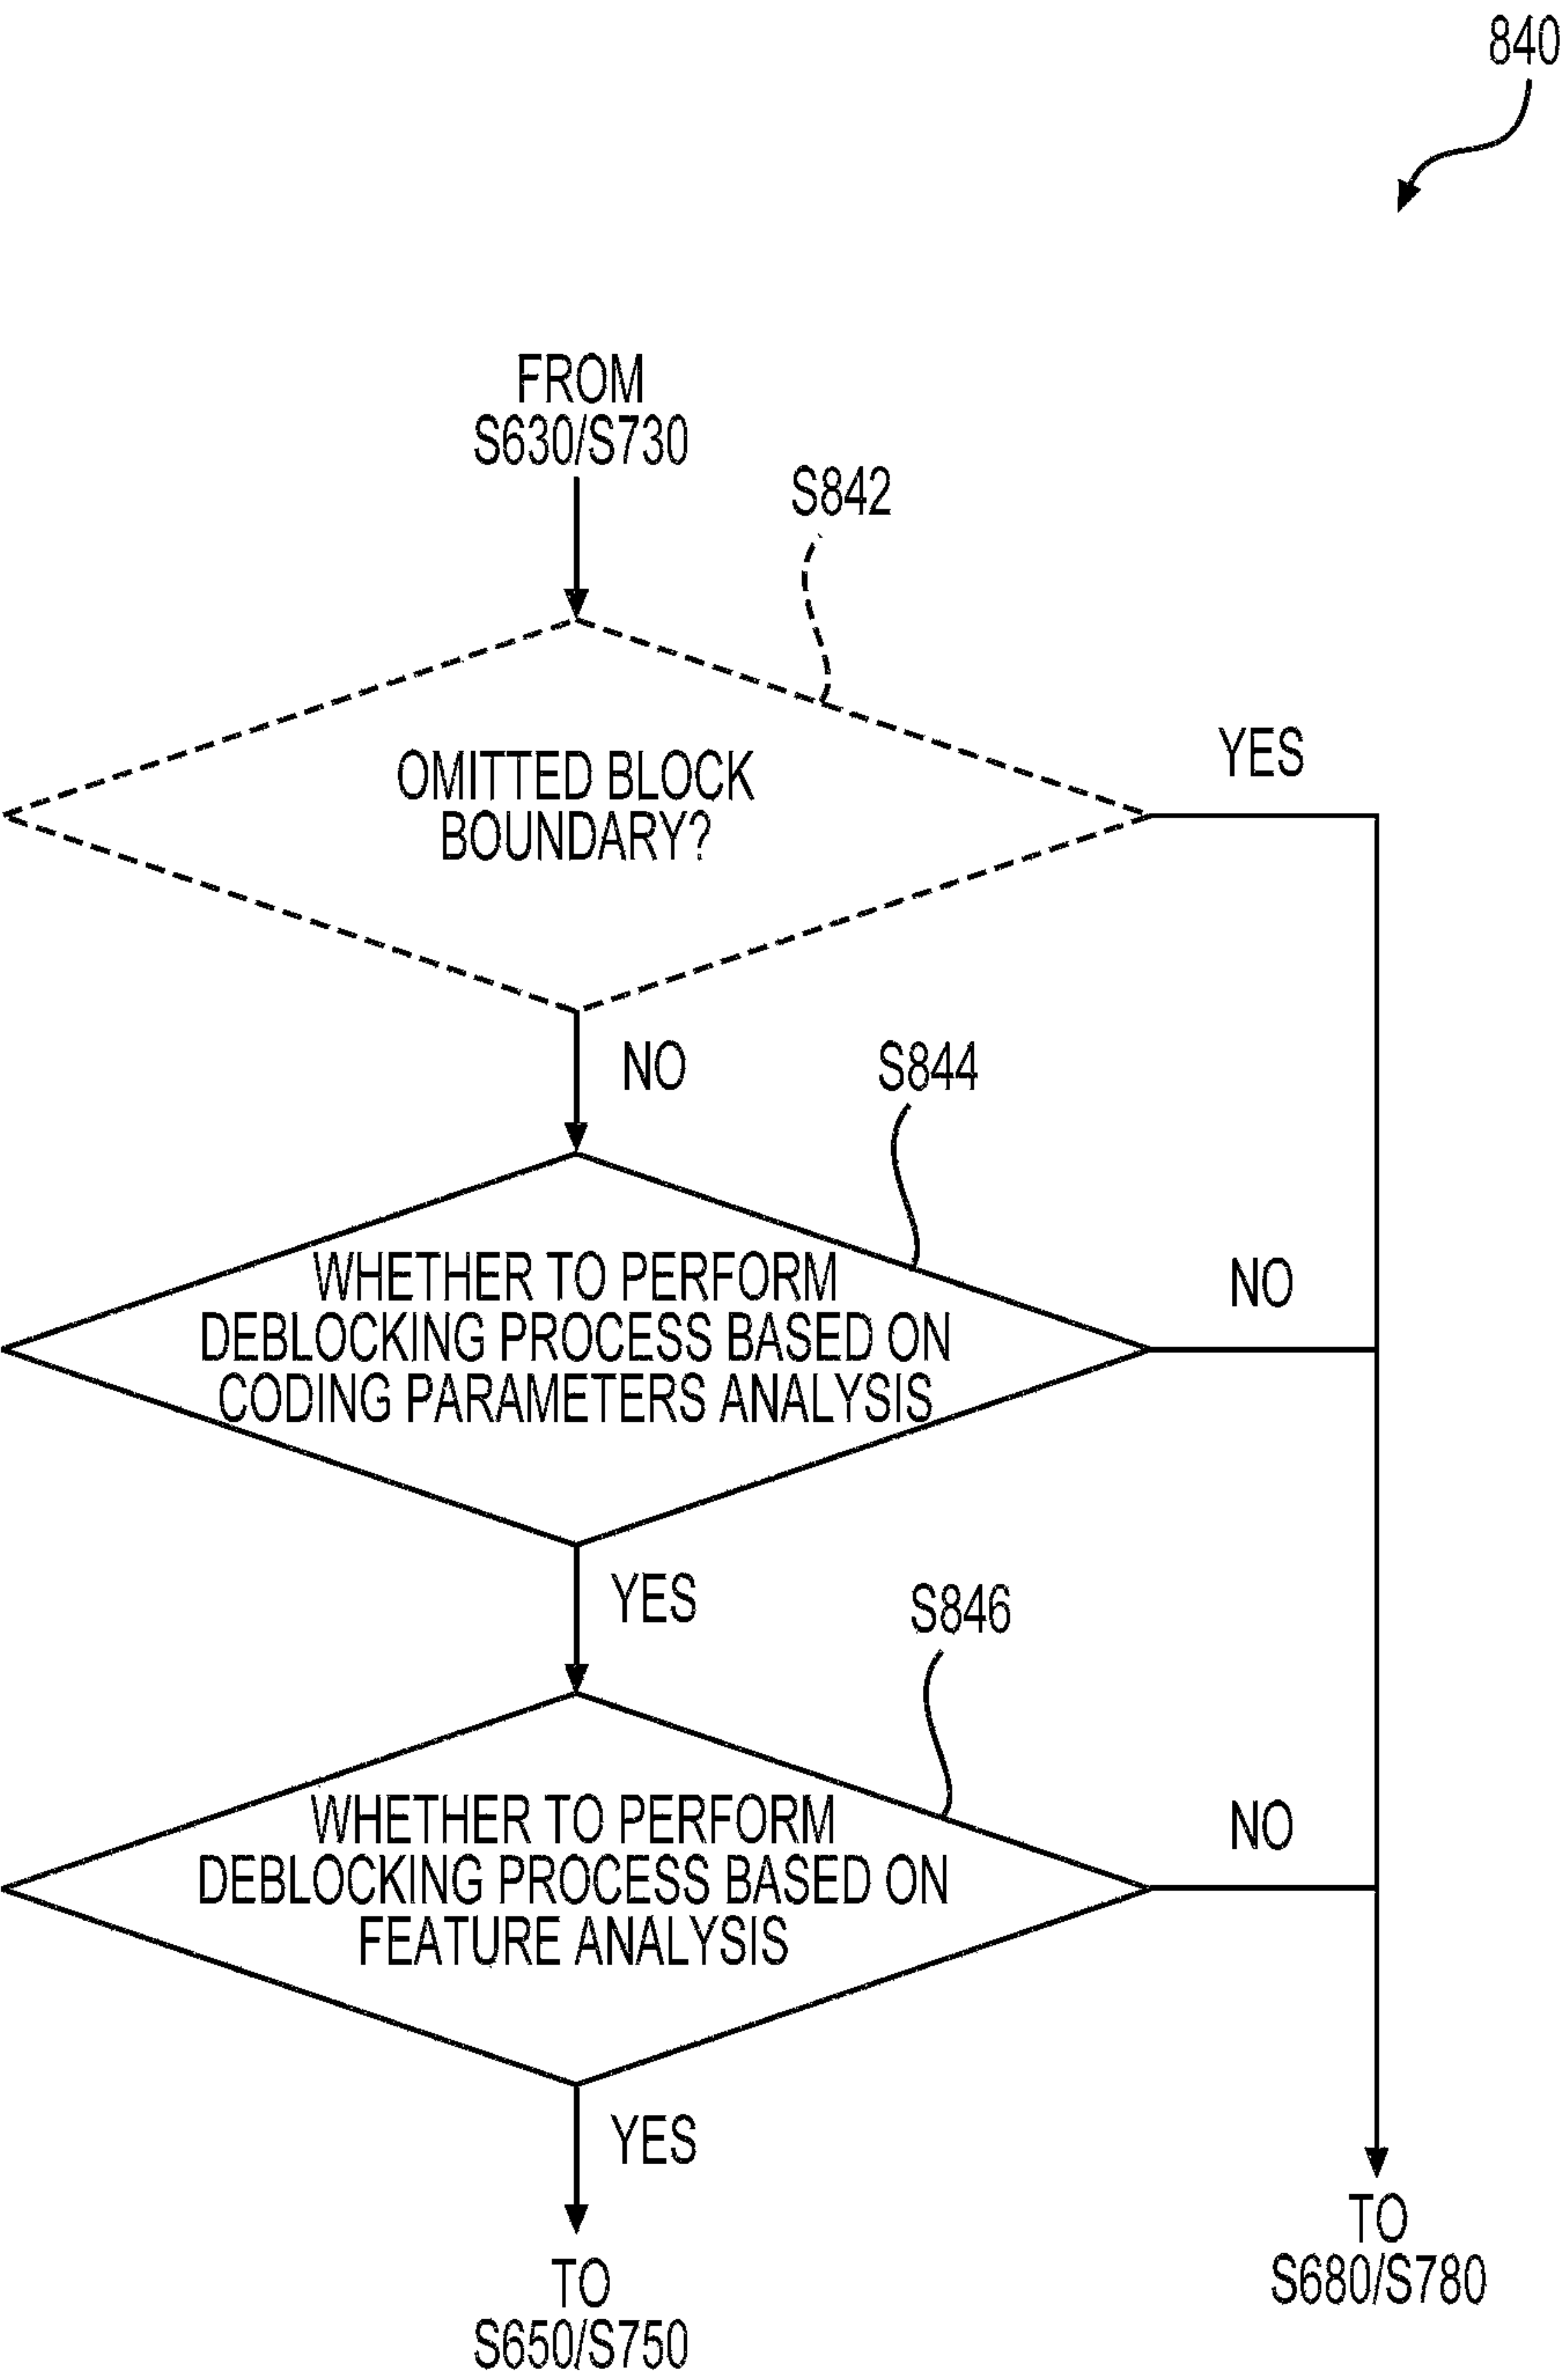 840
FROM
S630/S730
S842
OMITTED BLOCK
BOUNDARY?
YES
NO
S844
WHETHER TO PERFORM
DEBLOCKING PROCESS BASED ON
CODING PARAMETERS ANALYSIS
NO
YES
S846
WHETHER TO PERFORM
DEBLOCKING PROCESS BASED ON
FEATURE ANALYSIS
NO
YES
TO
S680/S780
TO
S650/S750